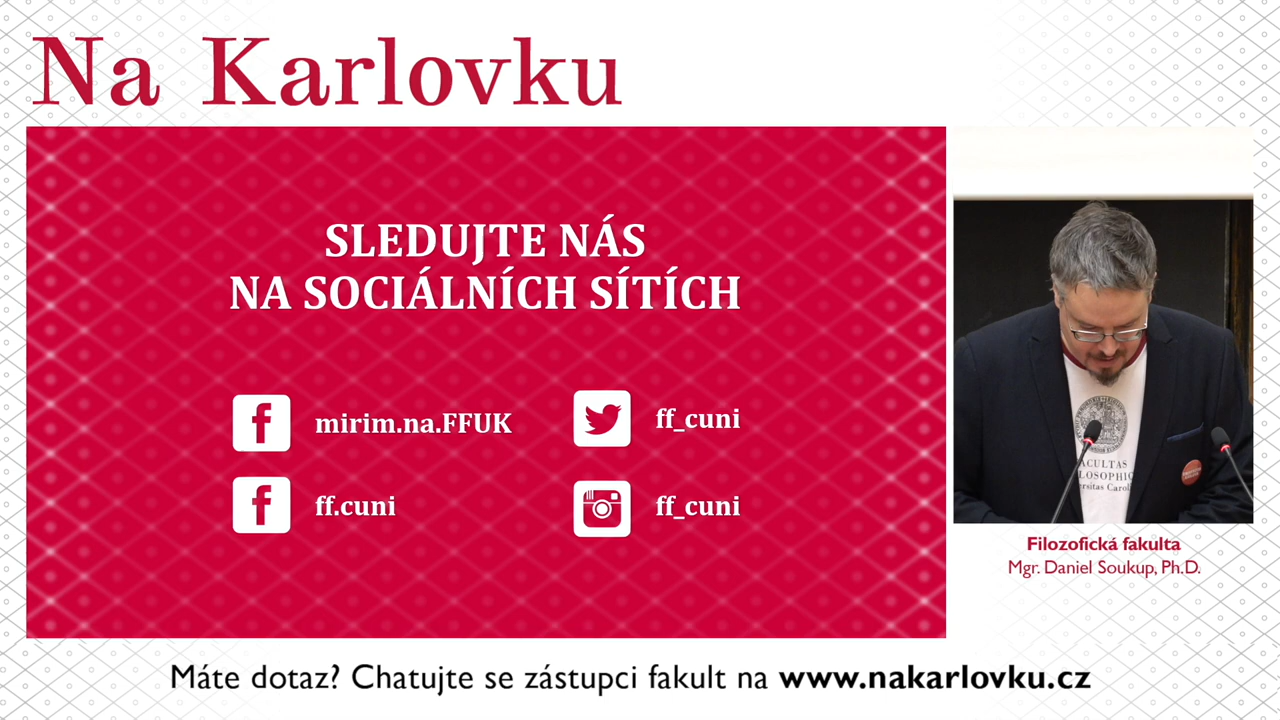 Na Karlovku
SLEDUJTE NÁS
NA SOCIÁLNÍCH SÍTÍCH
mirim.na.FFUK
ff_cuni
ff.cuni
ff_cuni
FACULTAS
Filozofická fakulta
Mgr. Daniel Soukup, Ph.D.
Máte dotaz? Chatujte se zástupci fakult na www.nakarlovku.cz